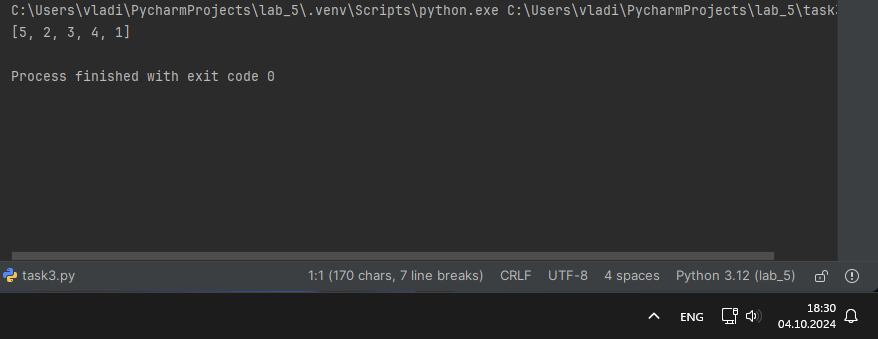 C:\Users\vladi\PycharmProjects\lab_5\.venv\Scripts\python.exe C:\Users\vladi\PycharmProjects\lab_5\task3
[5, 2, 3, 4, 1]
Process finished with exit code 0
task3.py 1:1 (170 chars, 7 line breaks) CRLF UTF-8 4 spaces Python 3.12 (lab_5)
18:30
ENG
04.10.2024